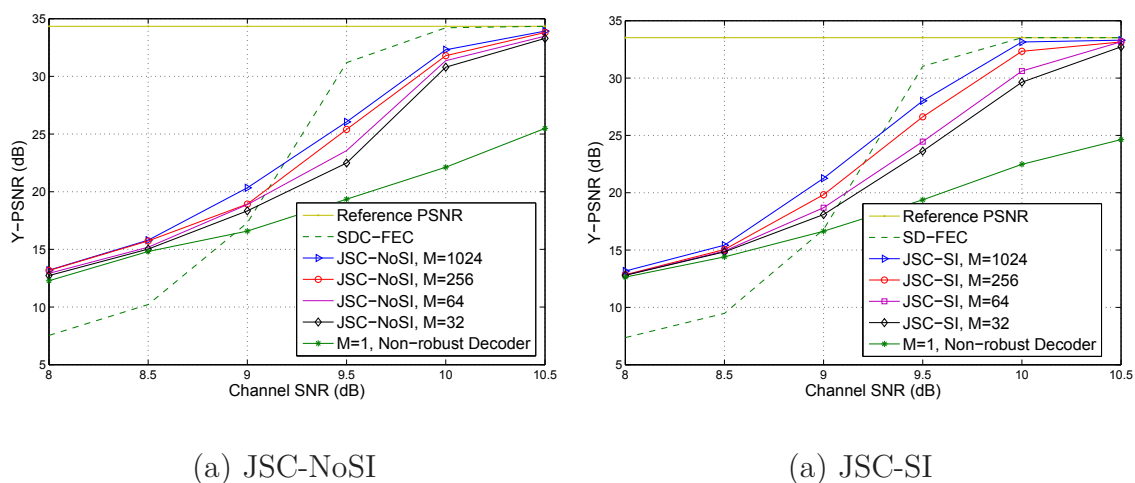 35
30
25
20
15
10
5
8
8.5
9
9.5
10
10.5
Y−PSNR (dB)
Channel SNR (dB)
Reference PSNR
SDC−FEC
JSC−NoSI, M=1024
JSC−NoSI, M=256
JSC−NoSI, M=64
JSC−NoSI, M=32
M=1, Non−robust Decoder
(a) JSC-NoSI
35
30
25
20
15
10
5
8
8.5
9
9.5
10
10.5
Y−PSNR (dB)
Channel SNR (dB)
Reference PSNR
SD−FEC
JSC−SI, M=1024
JSC−SI, M=256
JSC−SI, M=64
JSC−SI, M=32
M=1, Non−robust Decoder
(a) JSC-SI